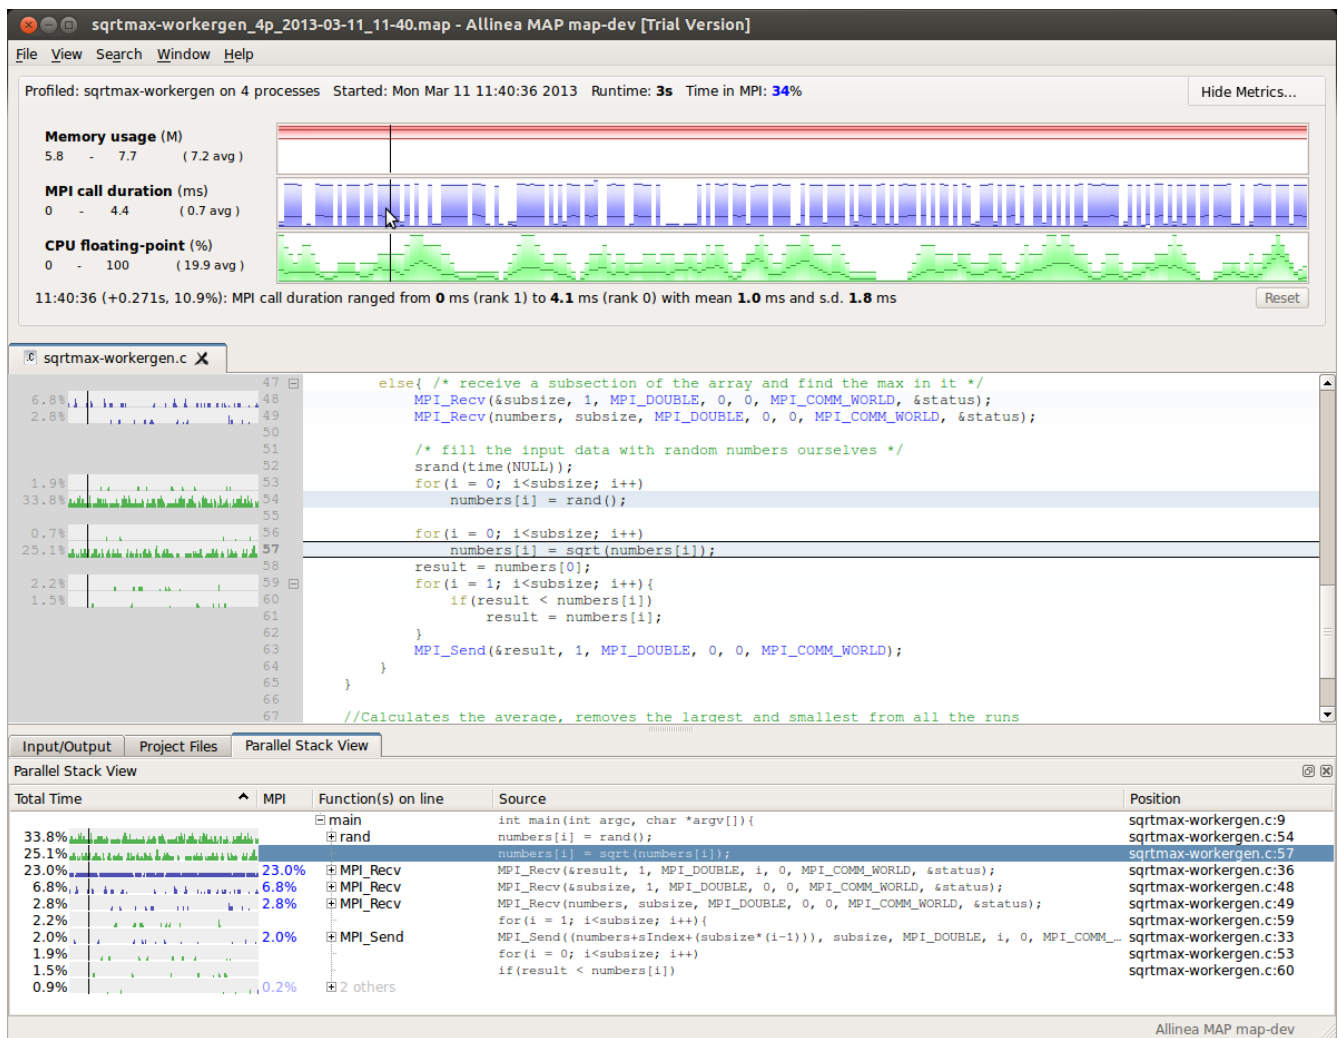 sqrtmax-workergen_4p_2013-03-11_11-40.map - Allinea MAP map-dev [Trial Version]
File View Search Window Help
Profiled: sqrtmax-workergen on 4 processes Started: Mon Mar 11 11:40:36 2013 Runtime: 3s Time in MPI: 34%
Hide Metrics...
Memory usage (M)
5.8 - 7.7 ( 7.2 avg )
MPI call duration (ms)
0 - 4.4 ( 0.7 avg )
CPU floating-point (%)
0 - 100 ( 19.9 avg )
11:40:36 (+0.271s, 10.9%): MPI call duration ranged from 0 ms (rank 1) to 4.1 ms (rank 0) with mean 1.0 ms and s.d. 1.8 ms
Reset
sqrtmax-workergen.c
47 else{ /* receive a subsection of the array and find the max in it */
6.8% 48 MPI_Recv(&subsize, 1, MPI_DOUBLE, 0, 0, MPI_COMM_WORLD, &status);
2.8% 49 MPI_Recv(numbers, subsize, MPI_DOUBLE, 0, 0, MPI_COMM_WORLD, &status);
50
51 /* fill the input data with random numbers ourselves */
52 srand(time(NULL));
1.9% 53 for(i = 0; i<subsize; i++)
33.8% 54 numbers[i] = rand();
55
0.7% 56 for(i = 0; i<subsize; i++)
25.1% 57 numbers[i] = sqrt(numbers[i]);
58 result = numbers[0];
2.2% 59 for(i = 1; i<subsize; i++){
1.5% 60 if(result < numbers[i])
61 result = numbers[i];
62 }
63 MPI_Send(&result, 1, MPI_DOUBLE, 0, 0, MPI_COMM_WORLD);
64 }
65 }
66
67 //Calculates the average, removes the largest and smallest from all the runs
Input/Output Project Files Parallel Stack View
Parallel Stack View
Total Time MPI Function(s) on line Source Position
main int main(int argc, char *argv[]){ sqrtmax-workergen.c:9
33.8% rand numbers[i] = rand(); sqrtmax-workergen.c:54
25.1% numbers[i] = sqrt(numbers[i]); sqrtmax-workergen.c:57
23.0% 23.0% MPI_Recv MPI_Recv(&result, 1, MPI_DOUBLE, i, 0, MPI_COMM_WORLD, &status); sqrtmax-workergen.c:36
6.8% 6.8% MPI_Recv MPI_Recv(&subsize, 1, MPI_DOUBLE, 0, 0, MPI_COMM_WORLD, &status); sqrtmax-workergen.c:48
2.8% 2.8% MPI_Recv MPI_Recv(numbers, subsize, MPI_DOUBLE, 0, 0, MPI_COMM_WORLD, &status); sqrtmax-workergen.c:49
2.2% for(i = 1; i<subsize; i++){ sqrtmax-workergen.c:59
2.0% 2.0% MPI_Send MPI_Send((numbers+sIndex+(subsize*(i-1))), subsize, MPI_DOUBLE, i, 0, MPI_COMM_... sqrtmax-workergen.c:33
1.9% for(i = 0; i<subsize; i++) sqrtmax-workergen.c:53
1.5% if(result < numbers[i]) sqrtmax-workergen.c:60
0.9% 0.2% 2 others
Allinea MAP map-dev